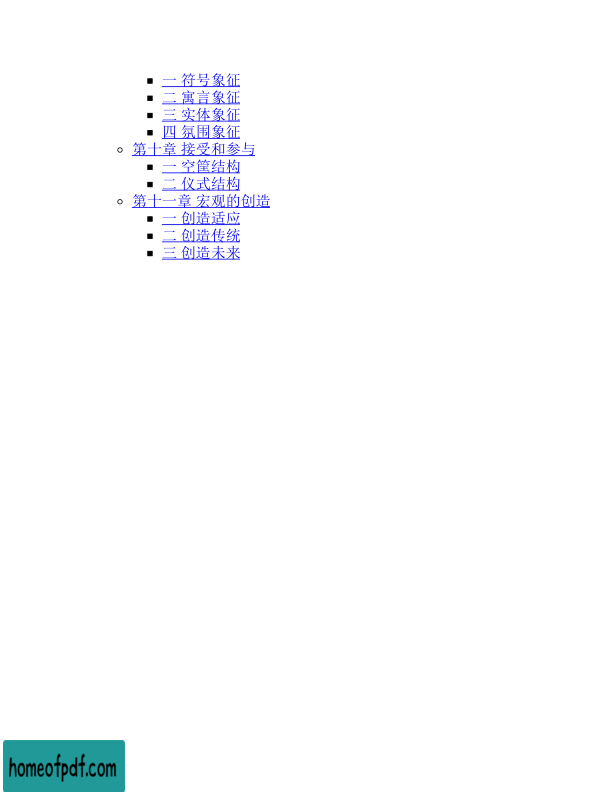 一 符号象征
二 寓言象征
三 实体象征
四 氛围象征
第十章 接受和参与
一 空筐结构
二 仪式结构
第十一章 宏观的创造
一 创造适应
二 创造传统
三 创造未来
homeofpdf.com